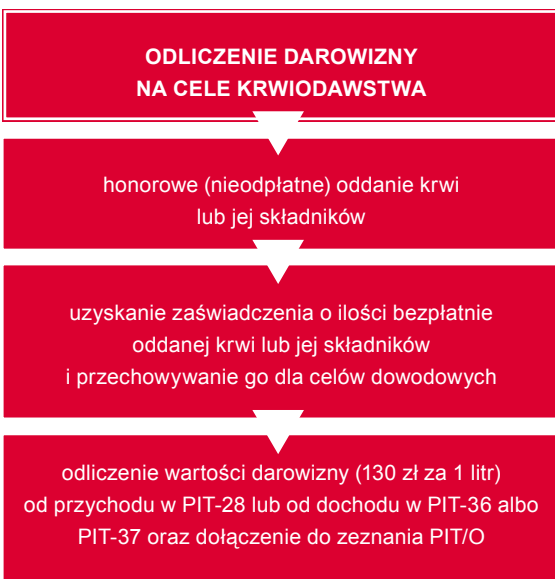 ODLICZENIE DAROWIZNY
NA CELE KRWIODAWSTWA
honorowe (nieodpłatne) oddanie krwi
lub jej składników
uzyskanie zaświadczenia o ilości bezpłatnie
oddanej krwi lub jej składników
i przechowywanie go dla celów dowodowych
odliczenie wartości darowizny (130 zł za 1 litr)
od przychodu w PIT-28 lub od dochodu w PIT-36 albo
PIT-37 oraz dołączenie do zeznania PIT/O